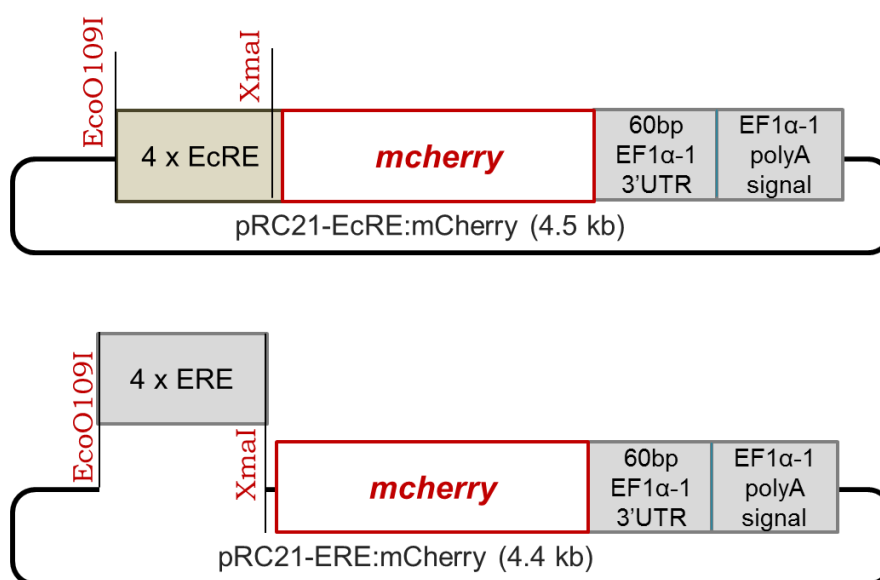 EcoO109I
XmaI
4 x EcRE
mcherry
60bp
EF1α-1
3'UTR
EF1α-1
polyA
signal
pRC21-EcRE:mCherry (4.5 kb)
EcoO109I
4 x ERE
XmaI
mcherry
60bp
EF1α-1
3'UTR
EF1α-1
polyA
signal
pRC21-ERE:mCherry (4.4 kb)